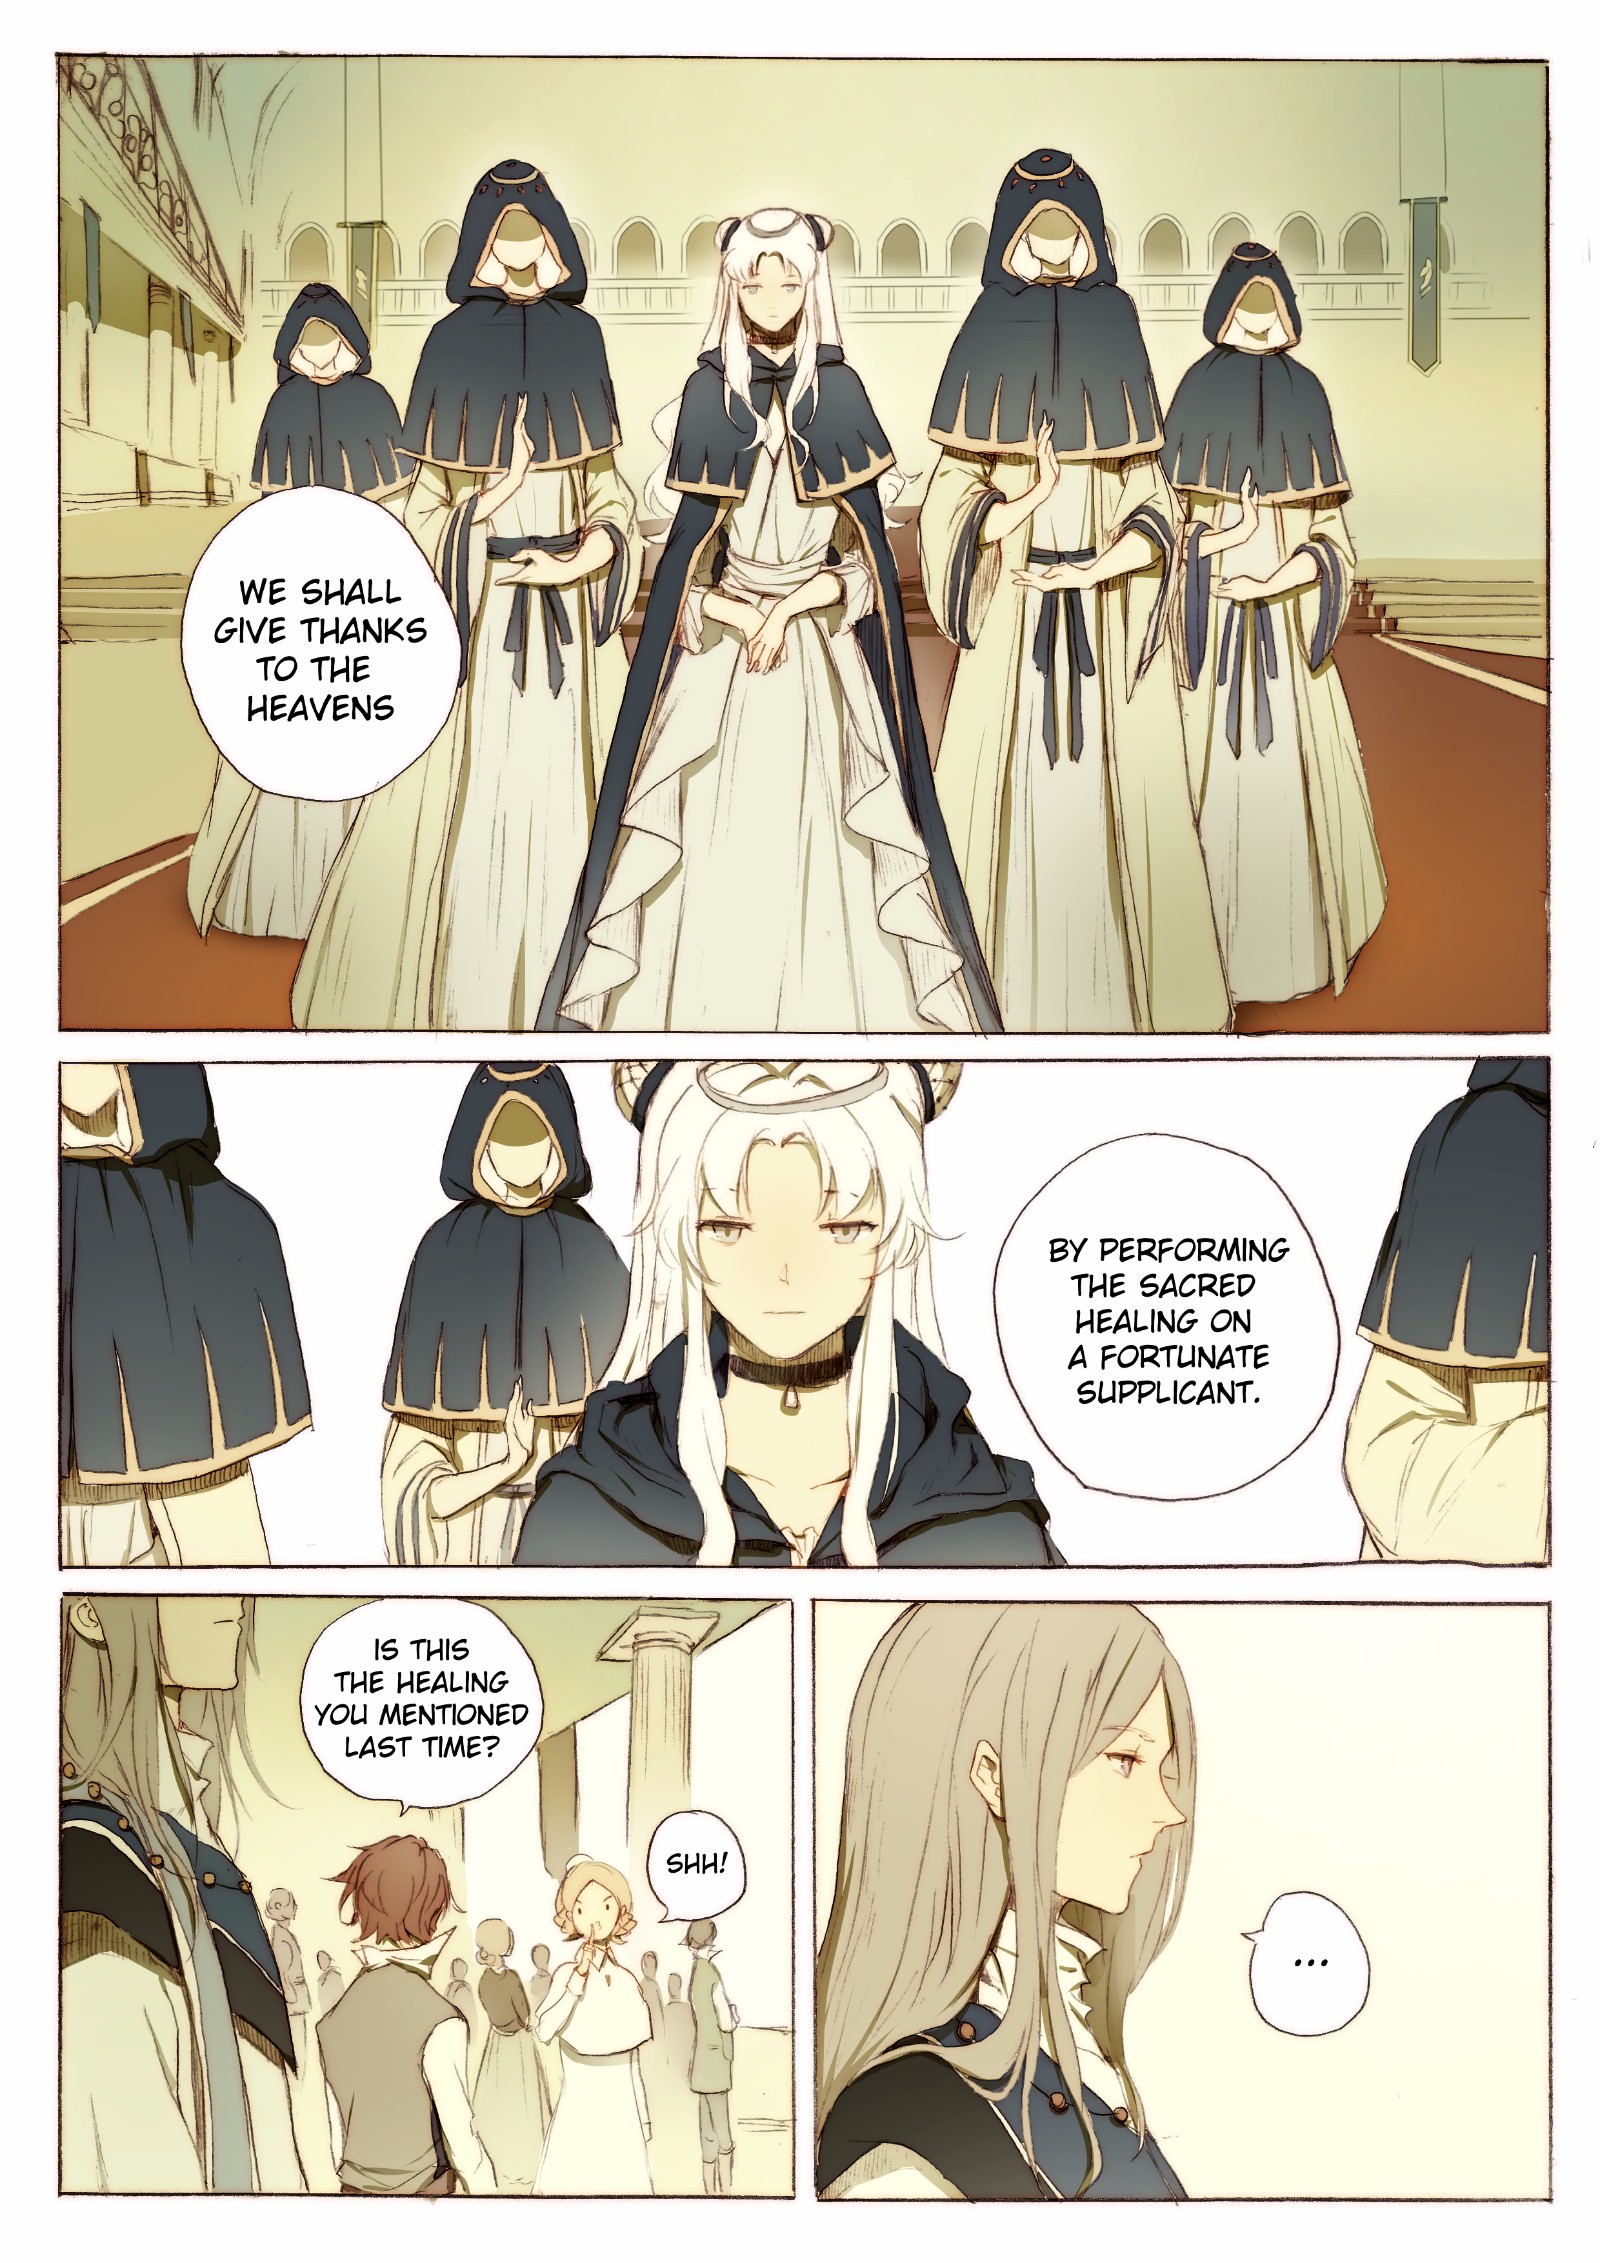 WE SHALL
GIVE THANKS
TO THE
HEAVENS
BY PERFORMING
THE SACRED
HEALING ON
A FORTUNATE
SUPPLICANT.
IS THIS
THE HEALING
YOU MENTIONED
LAST TIME?
SHH!
...